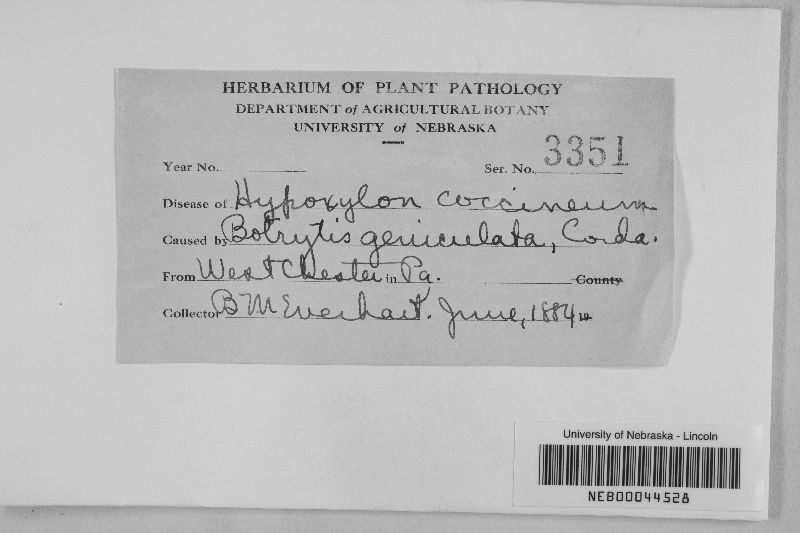 HERBARIUM OF PLANT PATHOLOGY
DEPARTMENT of AGRICULTURAL BOTANY
UNIVERSITY of NEBRASKA
Year No. Ser. No. 3351
Disease of Hypoxylon coccineum
Caused by Botrytis geniculata, Corda.
From West Chester in Pa. County
Collector B M Everhart. June, 1884 19
University of Nebraska - Lincoln
NEB00044528